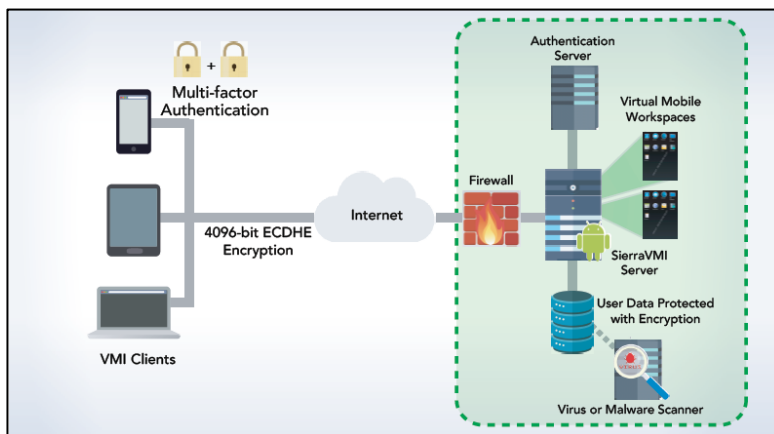 Multi-factor
Authentication
VMI Clients
4096-bit ECDHE
Encryption
Internet
Firewall
Authentication
Server
Virtual Mobile
Workspaces
SierraVMI
Server
User Data Protected
with Encryption
Virus or Malware Scanner